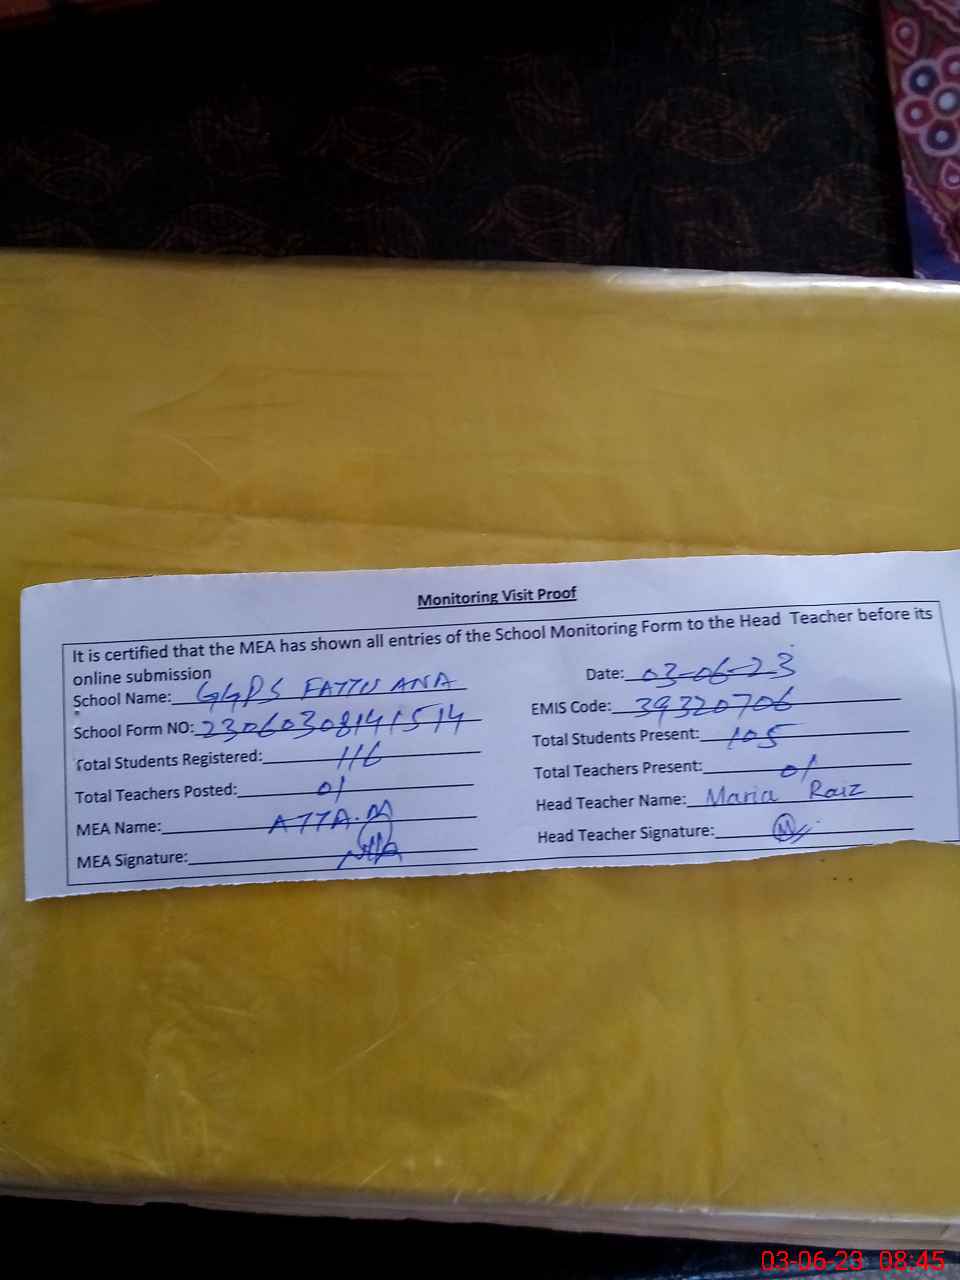 Monitoring Visit Proof
It is certified that the MEA has shown all entries of the School Monitoring Form to the Head Teacher before its
online submission
School Name: GGPS FATTU ANA Date: 03-06-23
School Form NO: 23060308141514 EMIS Code: 39320706
Total Students Registered: 116 Total Students Present: 105
Total Teachers Posted: 01 Total Teachers Present: 01
MEA Name: ATTA.M Head Teacher Name: Maria Raiz
MEA Signature: Head Teacher Signature:
03-06-23 08:45